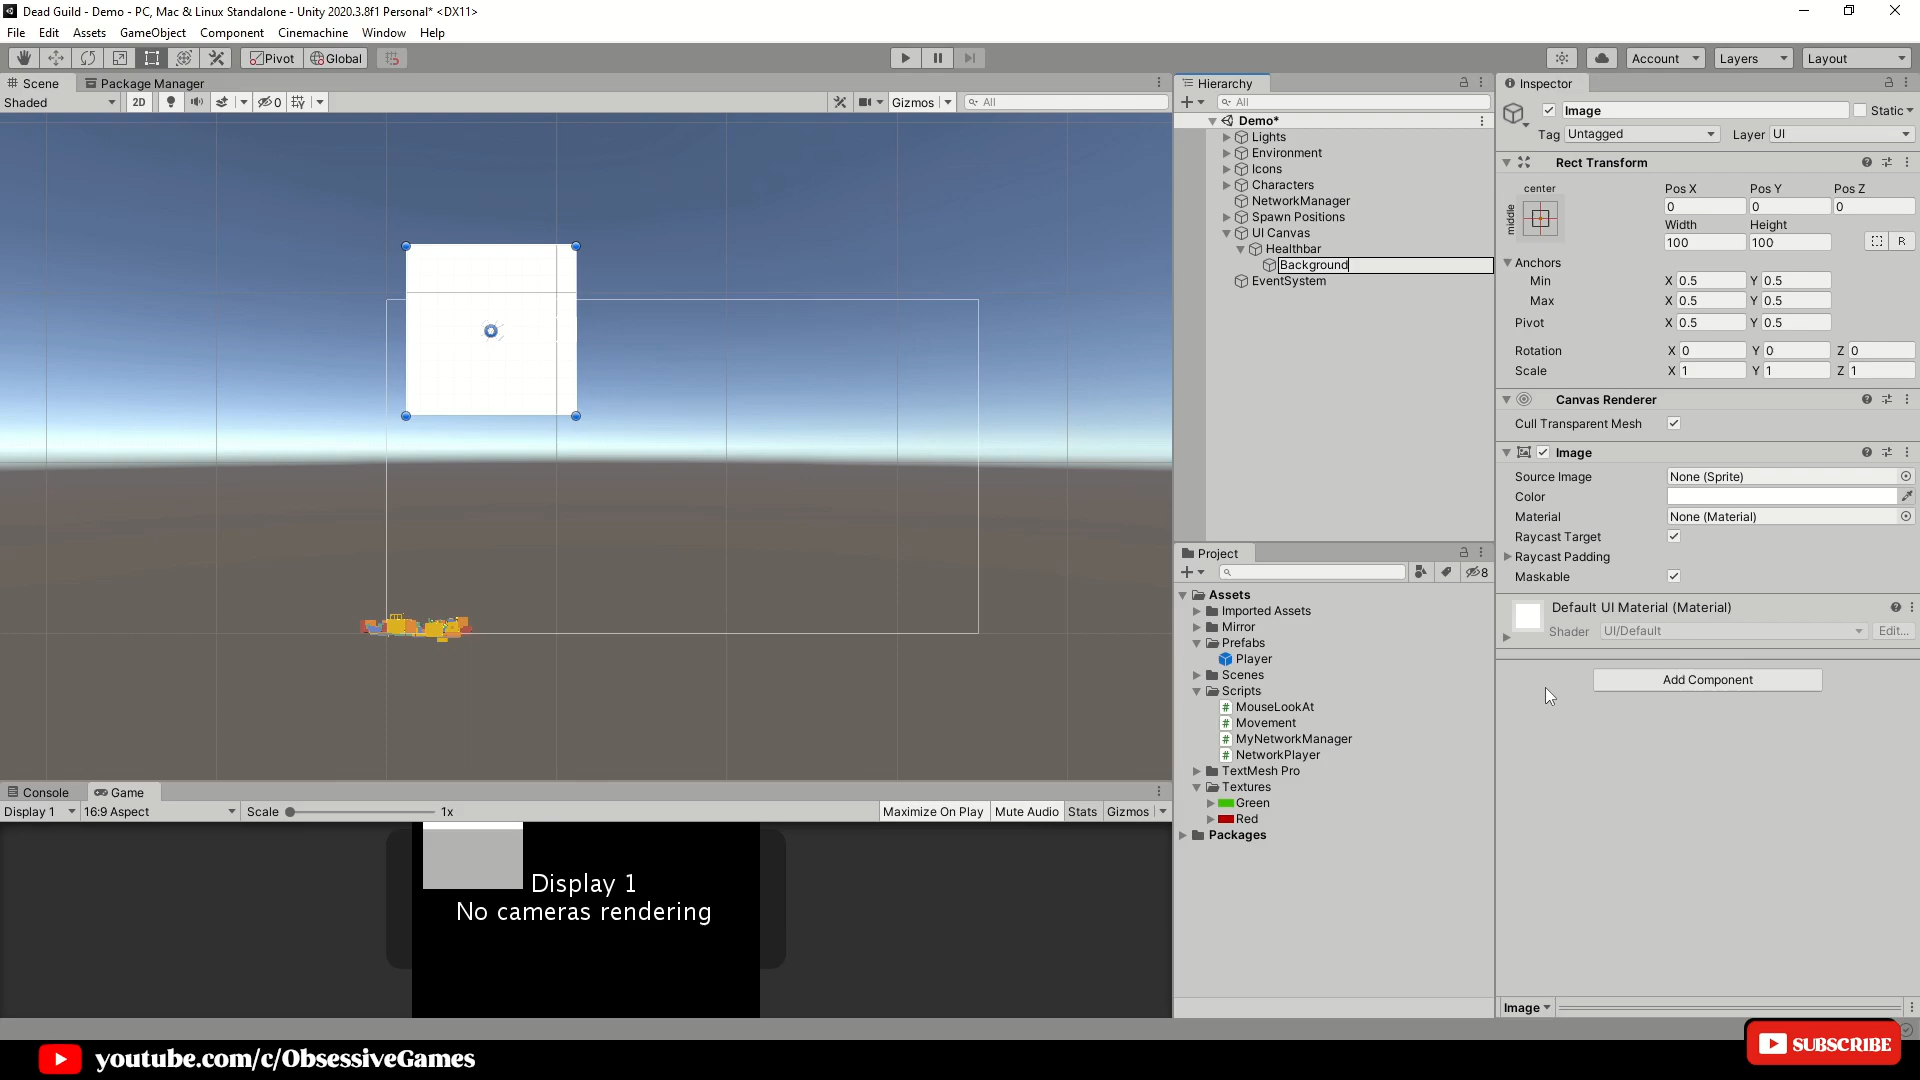 Dead Guild - Demo - PC, Mac & Linux Standalone - Unity 2020.3.8f1 Personal* <DX11>
File Edit Assets GameObject Component Cinemachine Window Help
Pivot Global Account Layers Layout
Scene Package Manager
Shaded 2D 0 Gizmos All
Hierarchy
All
Demo*
Lights
Environment
Icons
Characters
NetworkManager
Spawn Positions
UI Canvas
Healthbar
Background
EventSystem
Project
8
Assets
Imported Assets
Mirror
Prefabs
Player
Scenes
Scripts
# MouseLookAt
# Movement
# MyNetworkManager
# NetworkPlayer
TextMesh Pro
Textures
Green
Red
Packages
Inspector
Image Static
Tag Untagged Layer UI
Rect Transform
center
middle
Pos X Pos Y Pos Z
0 0 0
Width Height
100 100 R
Anchors
Min X 0.5 Y 0.5
Max X 0.5 Y 0.5
Pivot X 0.5 Y 0.5
Rotation X 0 Y 0 Z 0
Scale X 1 Y 1 Z 1
Canvas Renderer
Cull Transparent Mesh
Image
Source Image None (Sprite)
Color
Material None (Material)
Raycast Target
Raycast Padding
Maskable
Default UI Material (Material)
Shader UI/Default Edit...
Add Component
Image
Console Game
Display 1 16:9 Aspect Scale 1x Maximize On Play Mute Audio Stats Gizmos
Display 1
No cameras rendering
youtube.com/c/ObsessiveGames
SUBSCRIBE